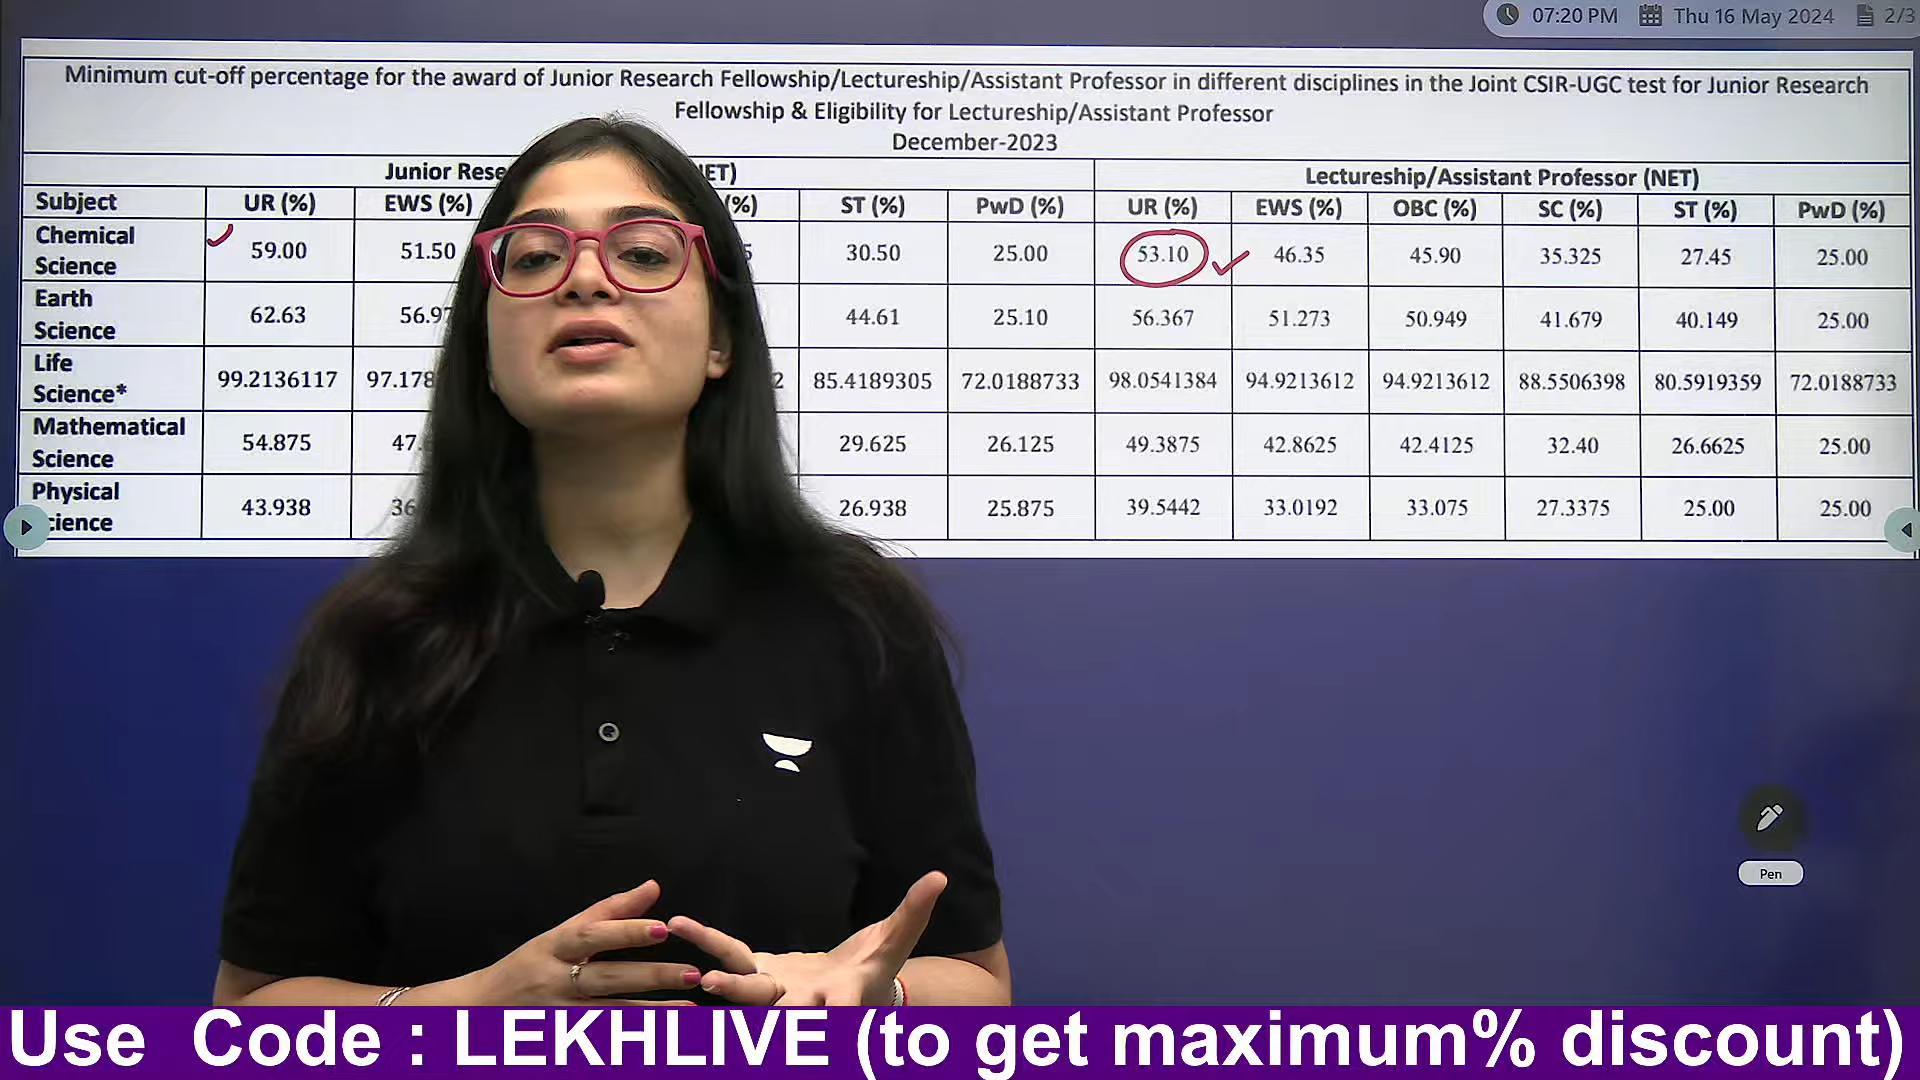 07:20 PM Thu 16 May 2024 2/3
Minimum cut-off percentage for the award of Junior Research Fellowship/Lectureship/Assistant Professor in different disciplines in the Joint CSIR-UGC test for Junior Research
Fellowship & Eligibility for Lectureship/Assistant Professor
December-2023
Junior Lectureship/Assistant Professor (NET)
Subject UR (%) EWS (%) (%) ST (%) PwD (%) UR (%) EWS (%) OBC (%) SC (%) ST (%) PwD (%)
Chemical
Science 59.00 51.50 30.50 25.00 53.10 46.35 45.90 35.325 27.45 25.00
Earth
Science 62.63 44.61 25.10 56.367 51.273 50.949 41.679 40.149 25.00
Life
Science* 99.2136117 85.4189305 72.0188733 98.0541384 94.9213612 94.9213612 88.5506398 80.5919359 72.0188733
Mathematical
Science 54.875 29.625 26.125 49.3875 42.8625 42.4125 32.40 26.6625 25.00
Physical
43.938 26.938 25.875 39.5442 33.0192 33.075 27.3375 25.00 25.00
Pen
Use Code : LEKHLIVE (to get maximum% discount)